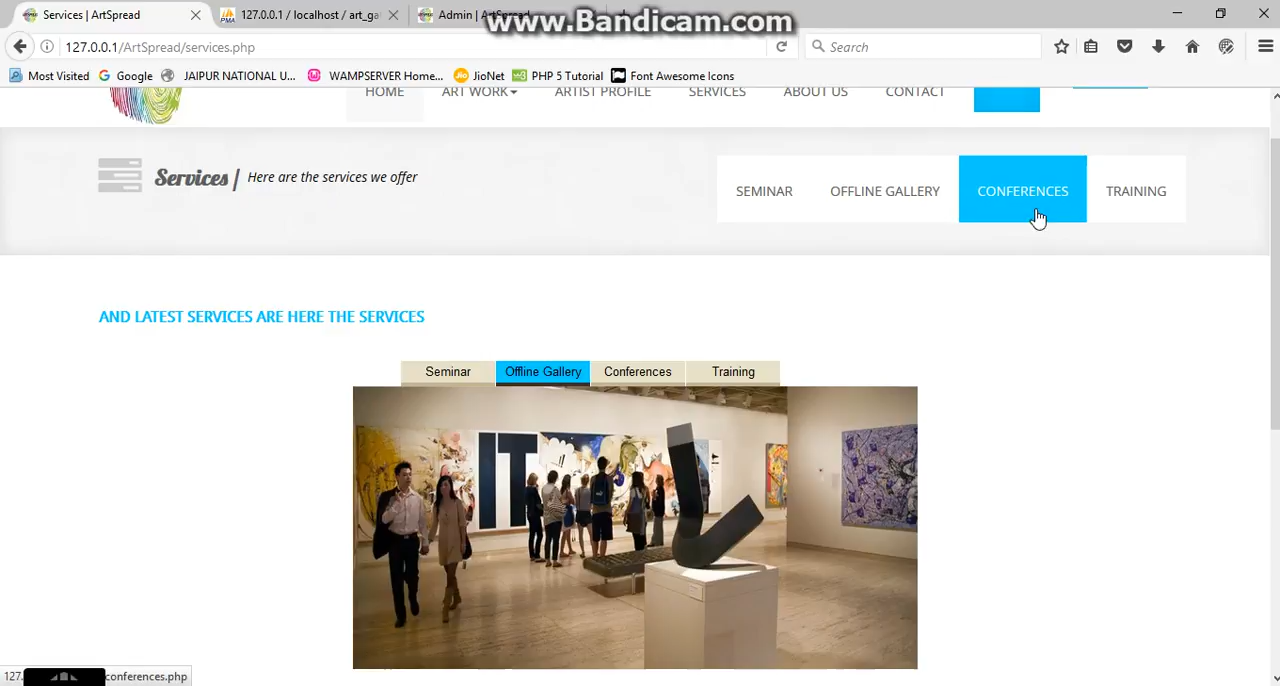 www.Bandicam.com
Services | ArtSpread
127.0.0.1 / localhost / art_ga
Admin | ArtSpread
127.0.0.1/ArtSpread/services.php
Search
Most Visited
Google
JAIPUR NATIONAL U...
WAMPSERVER Home...
JioNet
PHP 5 Tutorial
Font Awesome Icons
HOME
ART WORK
ARTIST PROFILE
SERVICES
ABOUT US
CONTACT
Services |
Here are the services we offer
SEMINAR
OFFLINE GALLERY
CONFERENCES
TRAINING
AND LATEST SERVICES ARE HERE THE SERVICES
Seminar
Offline Gallery
Conferences
Training
IT
127.
conferences.php